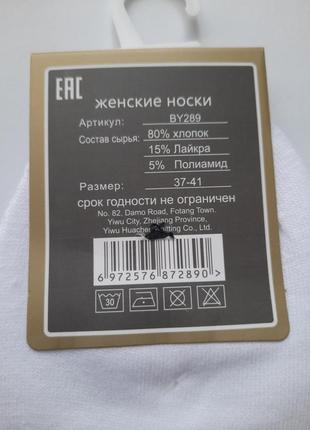 EAC
женские носки
Артикул: BY289
Состав сырья: 80% хлопок
15% Лайкра
5% Полиамид
Размер: 37-41
срок годности не ограничен
No. 82, Damo Road, Fotang Town.
Yiwu City, Zhejiang Province,
Yiwu Huachen Knitting Co., Ltd.
6 972576 872890 >
30